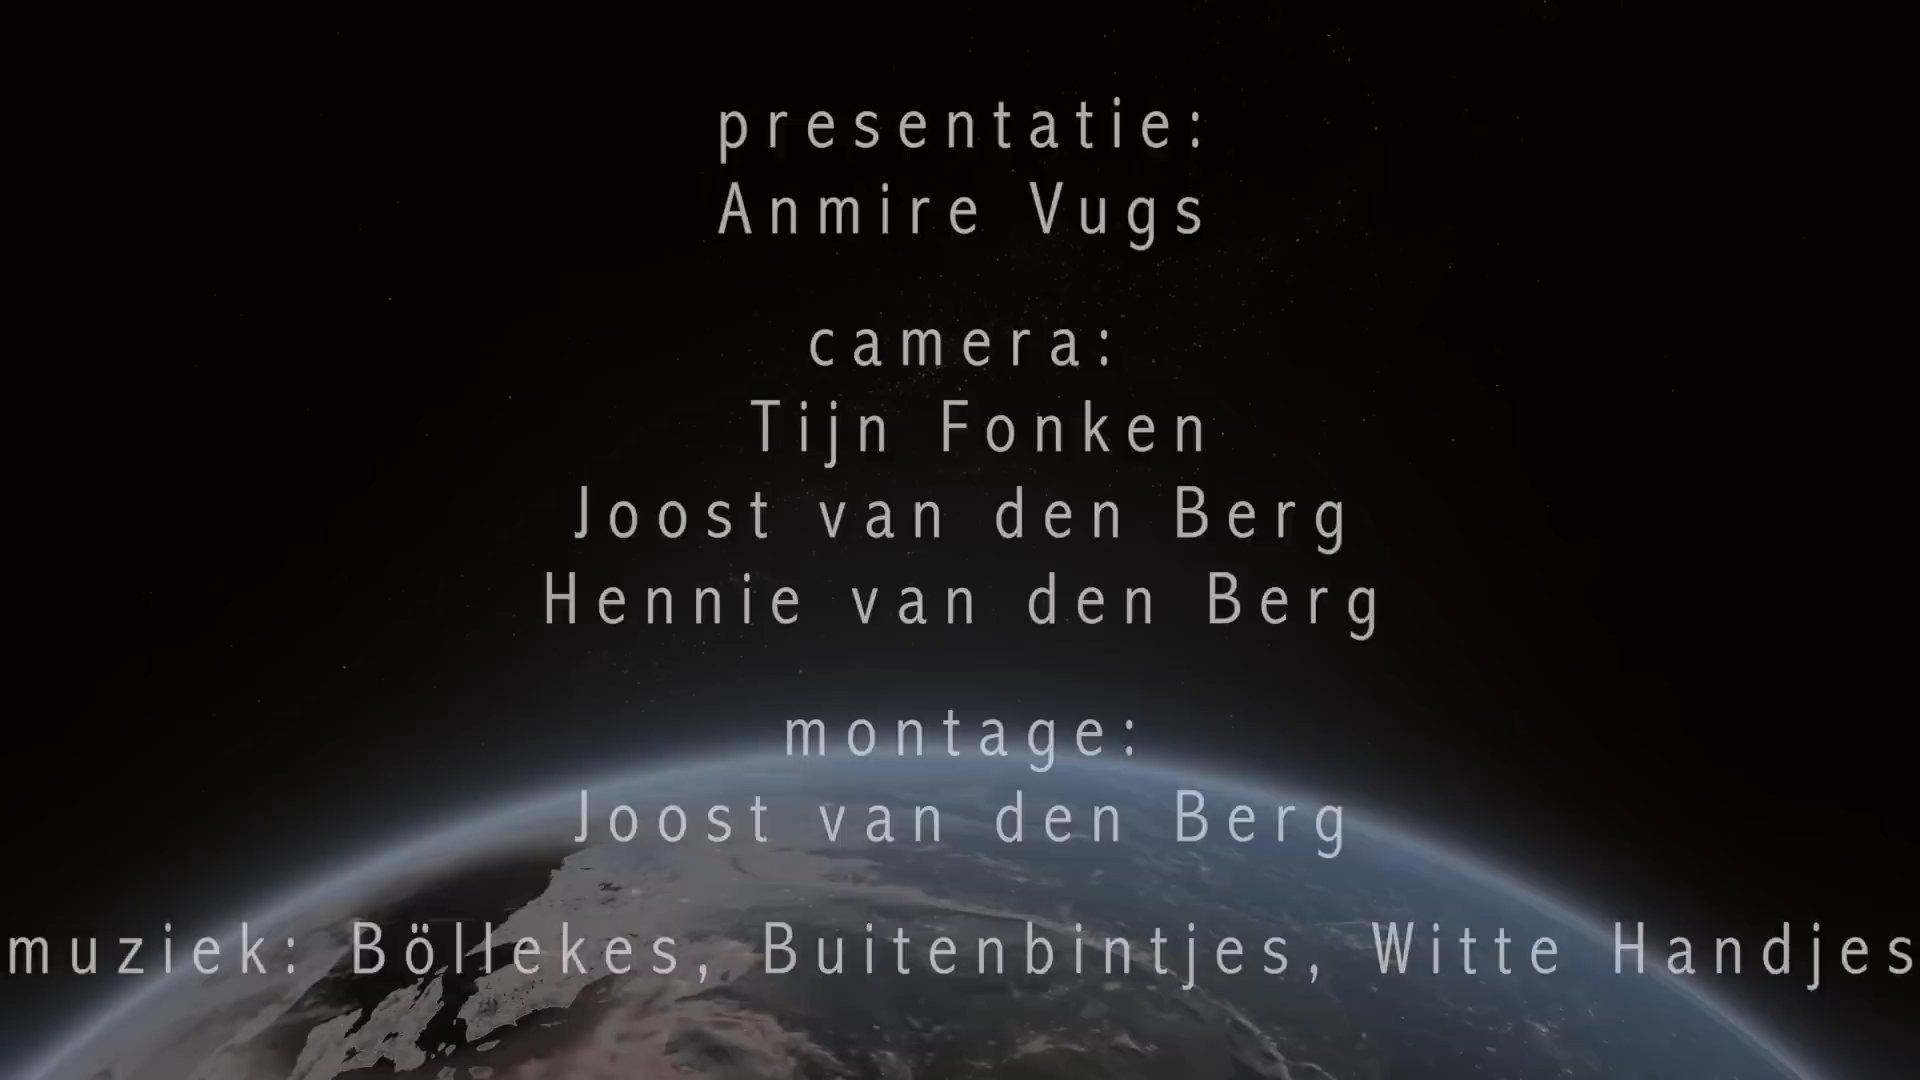 presentatie:
Anmire Vugs
camera:
Tijn Fonken
Joost van den Berg
Hennie van den Berg
montage:
Joost van den Berg
muziek: Böllekes, Buitenbintjes, Witte Handjes